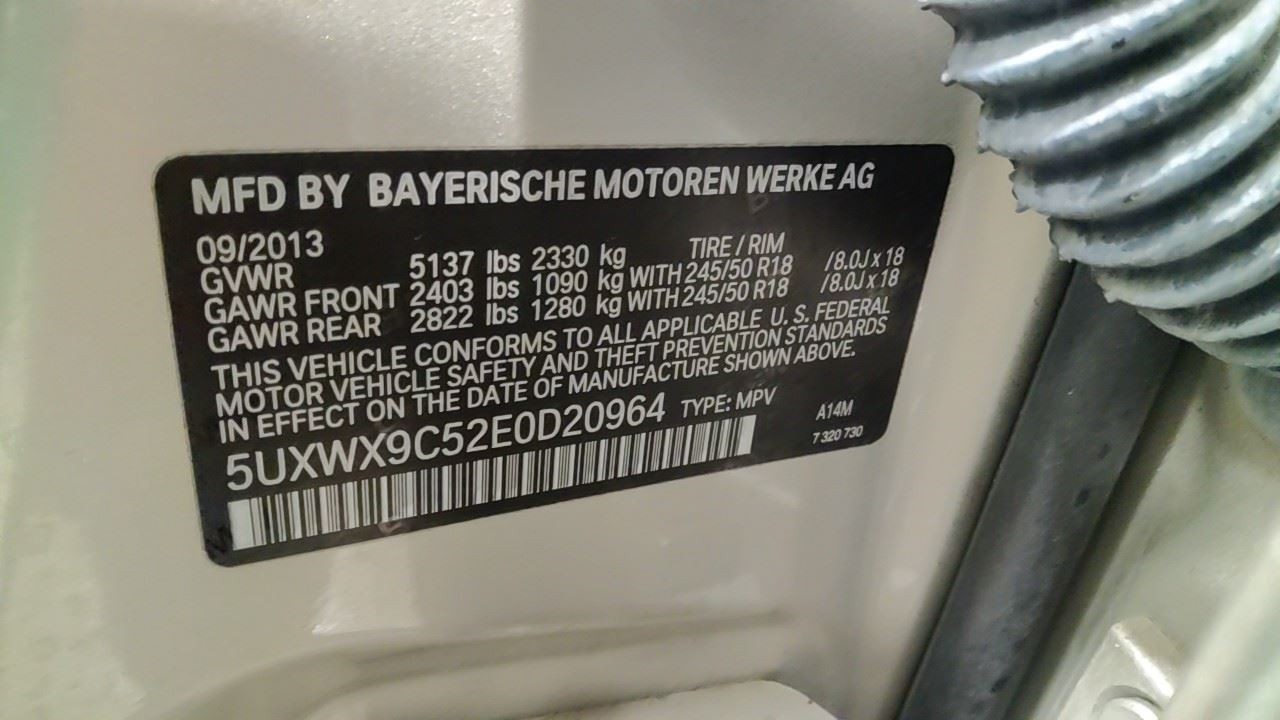 MFD BY BAYERISCHE MOTOREN WERKE AG
09/2013 TIRE / RIM
GVWR 5137 lbs 2330 kg
GAWR FRONT 2403 lbs 1090 kg WITH 245/50 R18 /8.0J x 18
GAWR REAR 2822 lbs 1280 kg WITH 245/50 R18 /8.0J x 18
THIS VEHICLE CONFORMS TO ALL APPLICABLE U. S. FEDERAL
MOTOR VEHICLE SAFETY AND THEFT PREVENTION STANDARDS
IN EFFECT ON THE DATE OF MANUFACTURE SHOWN ABOVE.
5UXWX9C52E0D20964 TYPE: MPV A14M
7 320 730